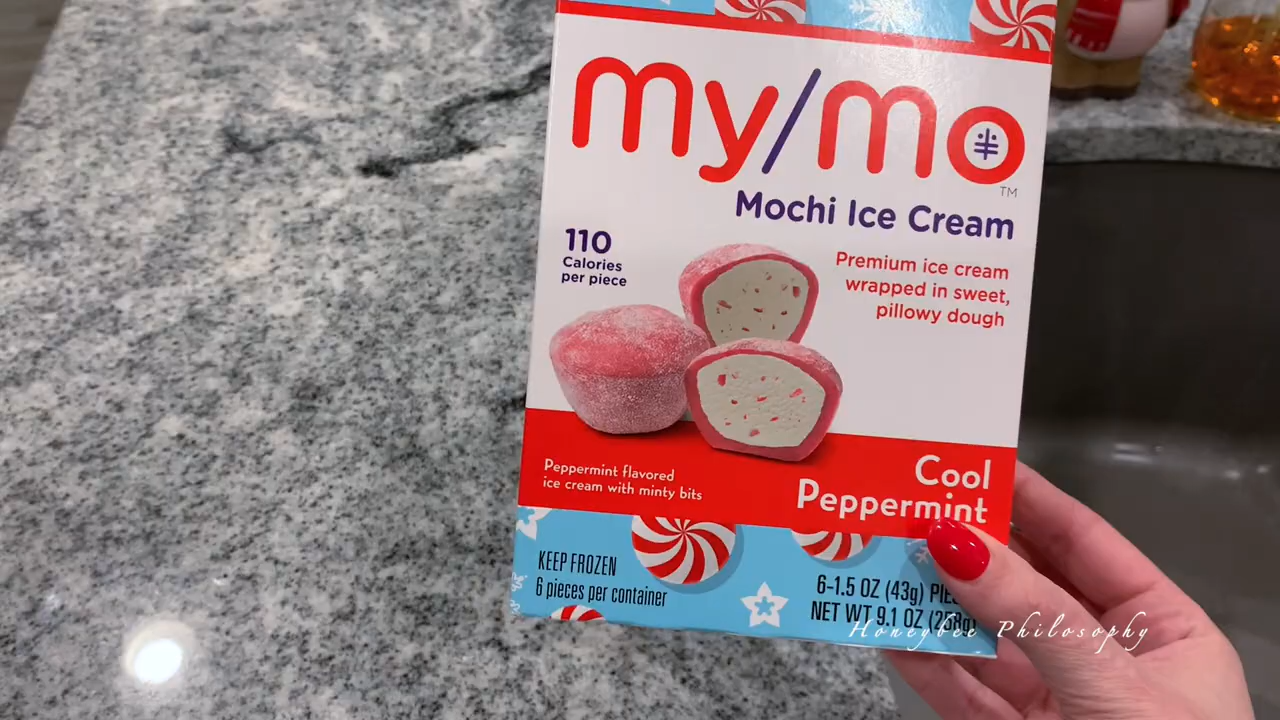 my/mo
TM
Mochi Ice Cream
110
Calories
per piece
Premium ice cream
wrapped in sweet,
pillowy dough
Peppermint flavored
ice cream with minty bits
Cool
Peppermint
KEEP FROZEN
6 pieces per container
6-1.5 OZ (43g)
NET WT 9.1 OZ (258g)
Honeybee Philosophy